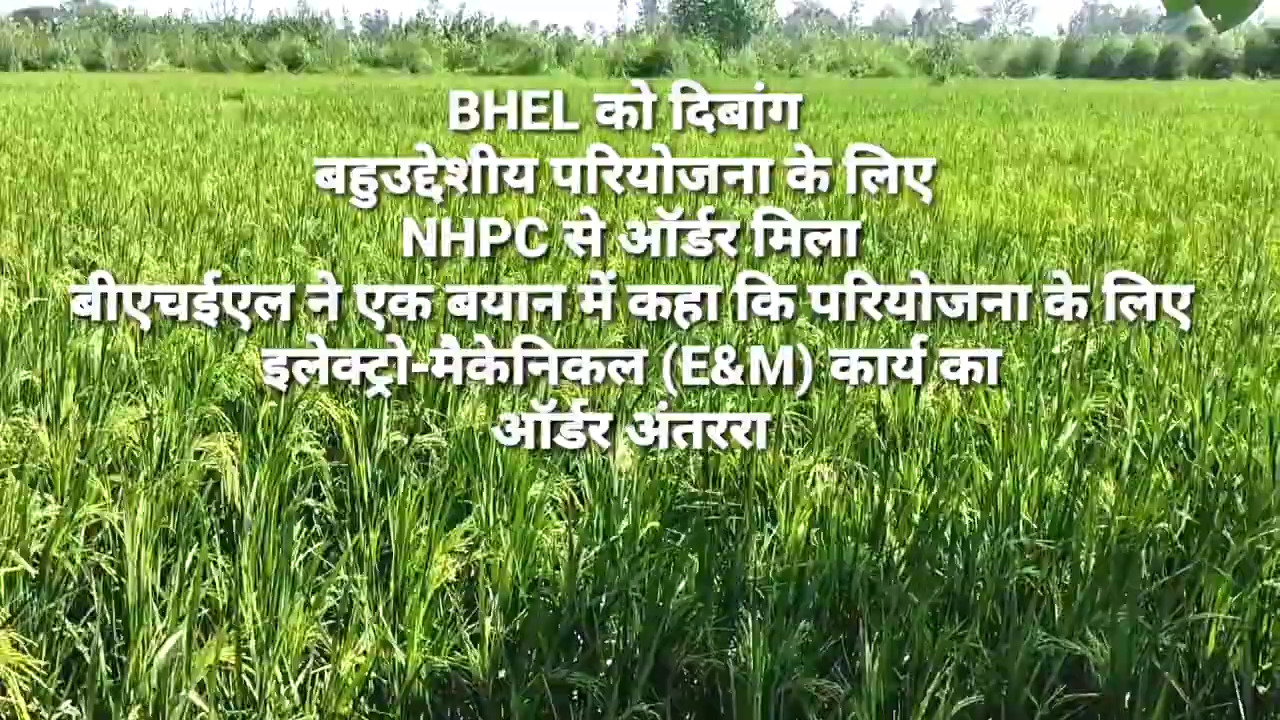 BHEL को दिबांग
बहुउद्देशीय परियोजना के लिए
NHPC से ऑर्डर मिला
बीएचईएल ने एक बयान में कहा कि परियोजना के लिए
इलेक्ट्रो-मैकेनिकल (E&M) कार्य का
ऑर्डर अंतररा